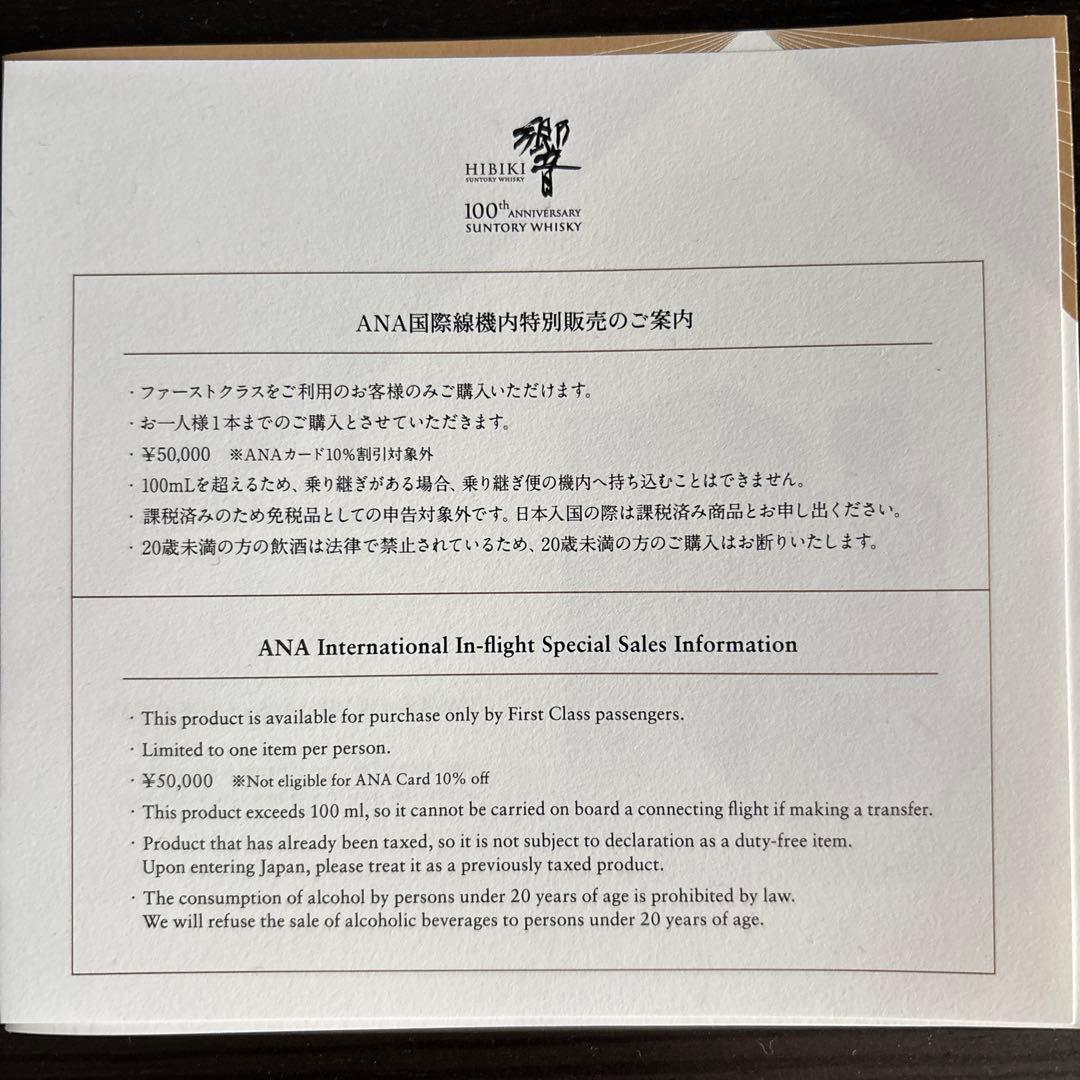 響
HIBIKI
SUNTORY WHISKY
100th ANNIVERSARY
SUNTORY WHISKY
ANA国際線機内特別販売のご案内
・ファーストクラスをご利用のお客様のみご購入いただけます。
・お一人様1本までのご購入とさせていただきます。
・¥50,000 ※ANAカード10%割引対象外
・100mLを超えるため、乗り継ぎがある場合、乗り継ぎ便の機内へ持ち込むことはできません。
・課税済みのため免税品としての申告対象外です。日本入国の際は課税済み商品とお申し出ください。
・20歳未満の方の飲酒は法律で禁止されているため、20歳未満の方のご購入はお断りいたします。
ANA International In-flight Special Sales Information
・This product is available for purchase only by First Class passengers.
・Limited to one item per person.
・¥50,000 ※Not eligible for ANA Card 10% off
・This product exceeds 100 ml, so it cannot be carried on board a connecting flight if making a transfer.
・Product that has already been taxed, so it is not subject to declaration as a duty-free item.
Upon entering Japan, please treat it as a previously taxed product.
・The consumption of alcohol by persons under 20 years of age is prohibited by law.
We will refuse the sale of alcoholic beverages to persons under 20 years of age.